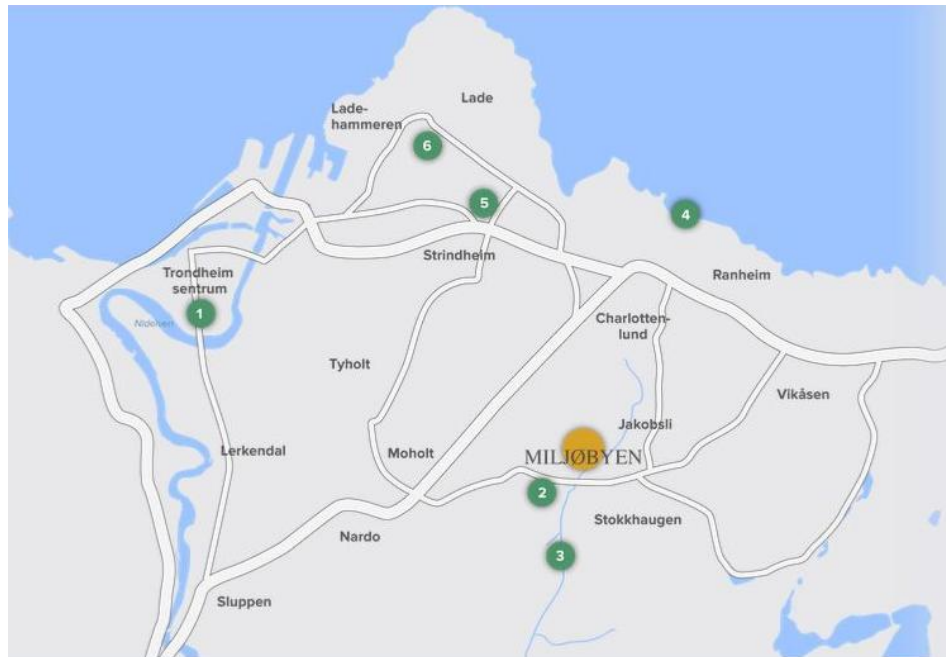 Lade-
hammeren
Lade
6
5
4
Strindheim
Ranheim
Trondheim
sentrum
1
Nidelven
Charlotten-
lund
Tyholt
Vikåsen
Jakobsli
Lerkendal
Moholt
MILJØBYEN
2
Stokkhaugen
Nardo
3
Sluppen